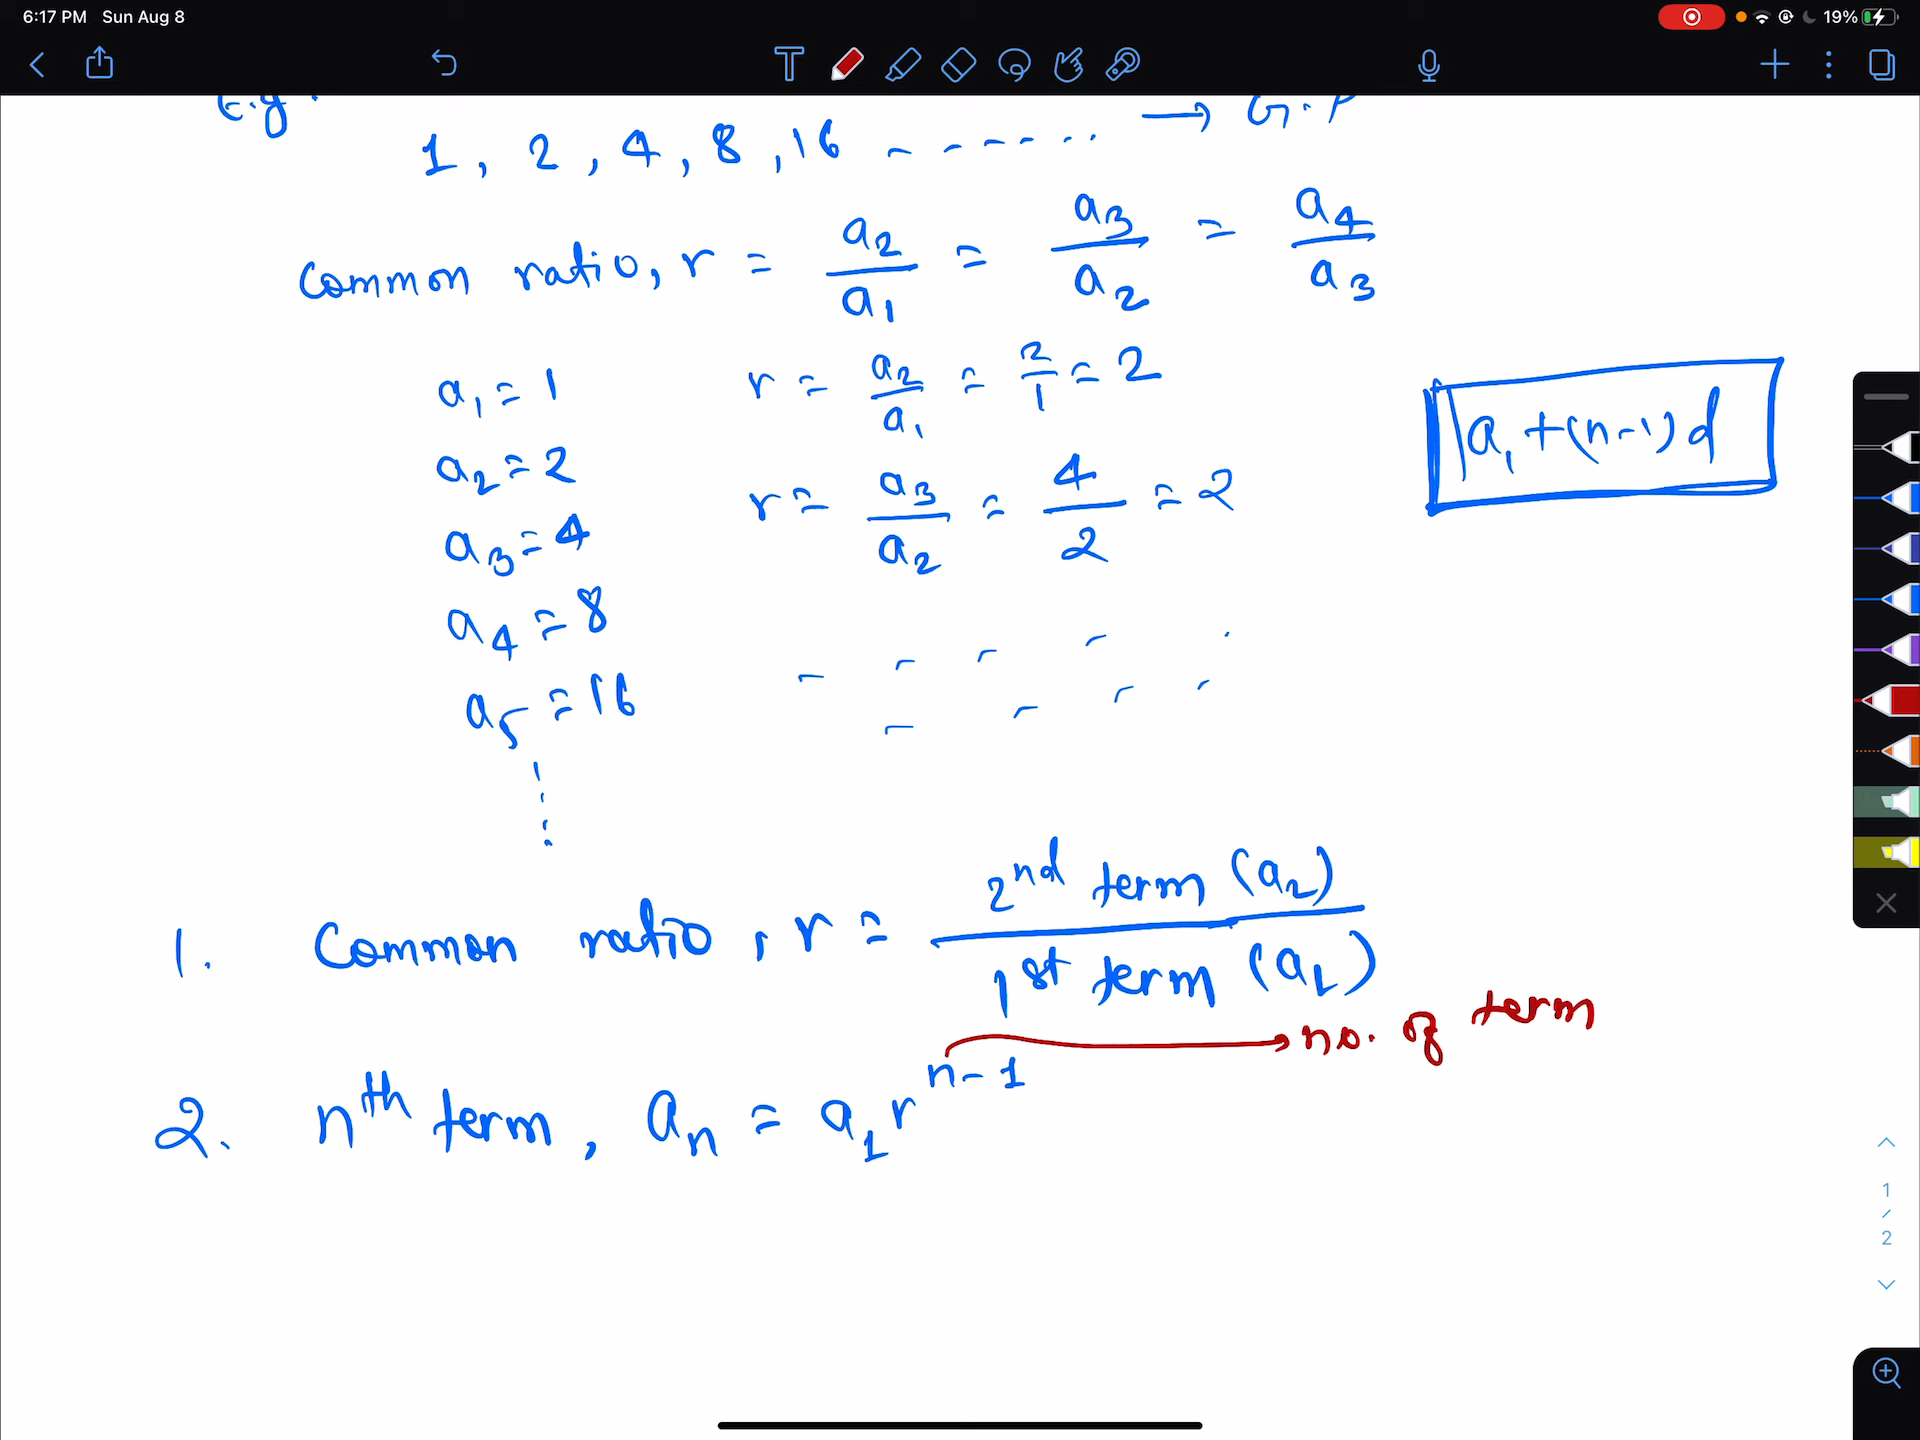 6:17 PM Sun Aug 8
19%
E.g.
1, 2, 4, 8, 16 ------.. → G.P
Common ratio, r = a₂/a₁ = a₃/a₂ = a₄/a₃
a₁ = 1
r = a₂/a₁ = 2/1 = 2
a₁ + (n-1)d
a₂ = 2
r = a₃/a₂ = 4/2 = 2
a₃ = 4
a₄ = 8
a₅ = 16
1. Common ratio, r = 2nd term (a₂) / 1st term (a₁)
→ no. of term
2. nth term, aₙ = a₁rⁿ⁻¹
1
/
2